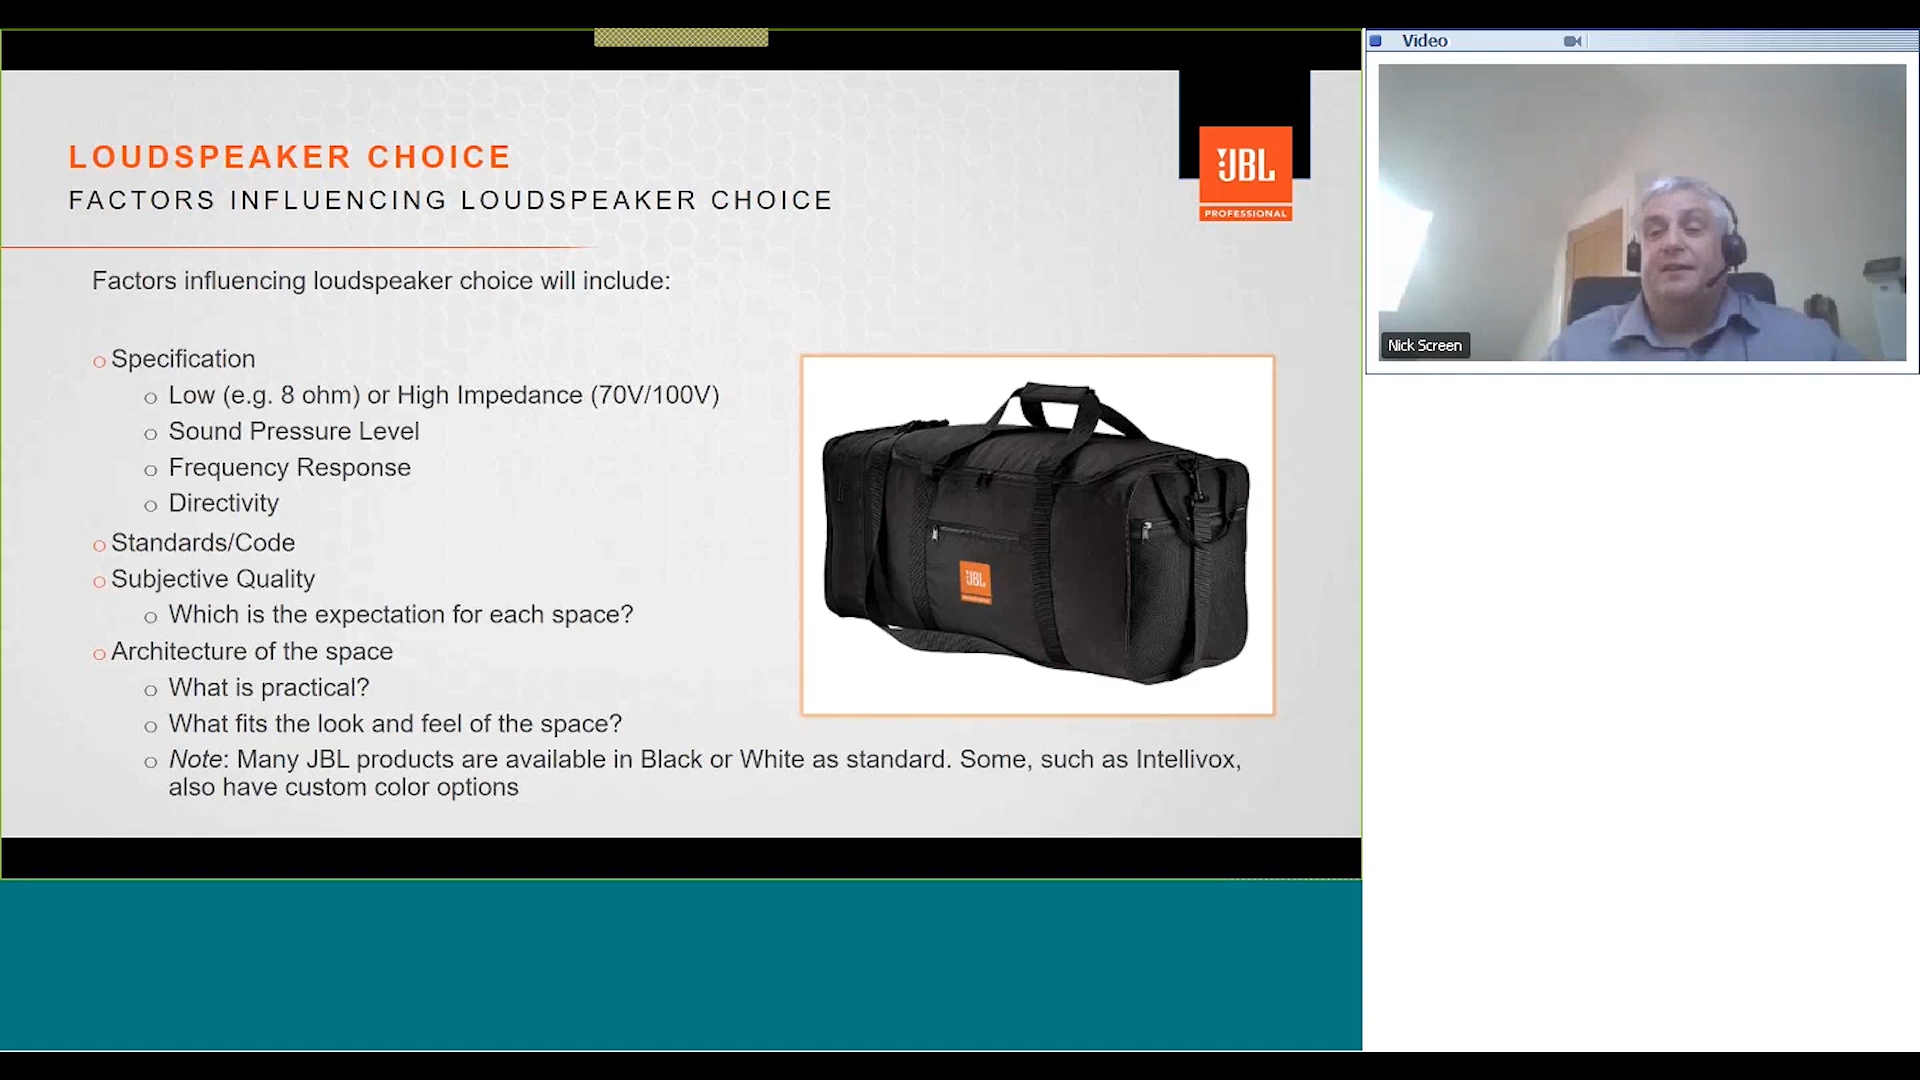 Video
LOUDSPEAKER CHOICE
FACTORS INFLUENCING LOUDSPEAKER CHOICE
JBL
PROFESSIONAL
Factors influencing loudspeaker choice will include:
Specification
Low (e.g. 8 ohm) or High Impedance (70V/100V)
Sound Pressure Level
Frequency Response
Directivity
Standards/Code
Subjective Quality
Which is the expectation for each space?
Architecture of the space
What is practical?
What fits the look and feel of the space?
Note: Many JBL products are available in Black or White as standard. Some, such as Intellivox,
also have custom color options
JBL
Nick Screen